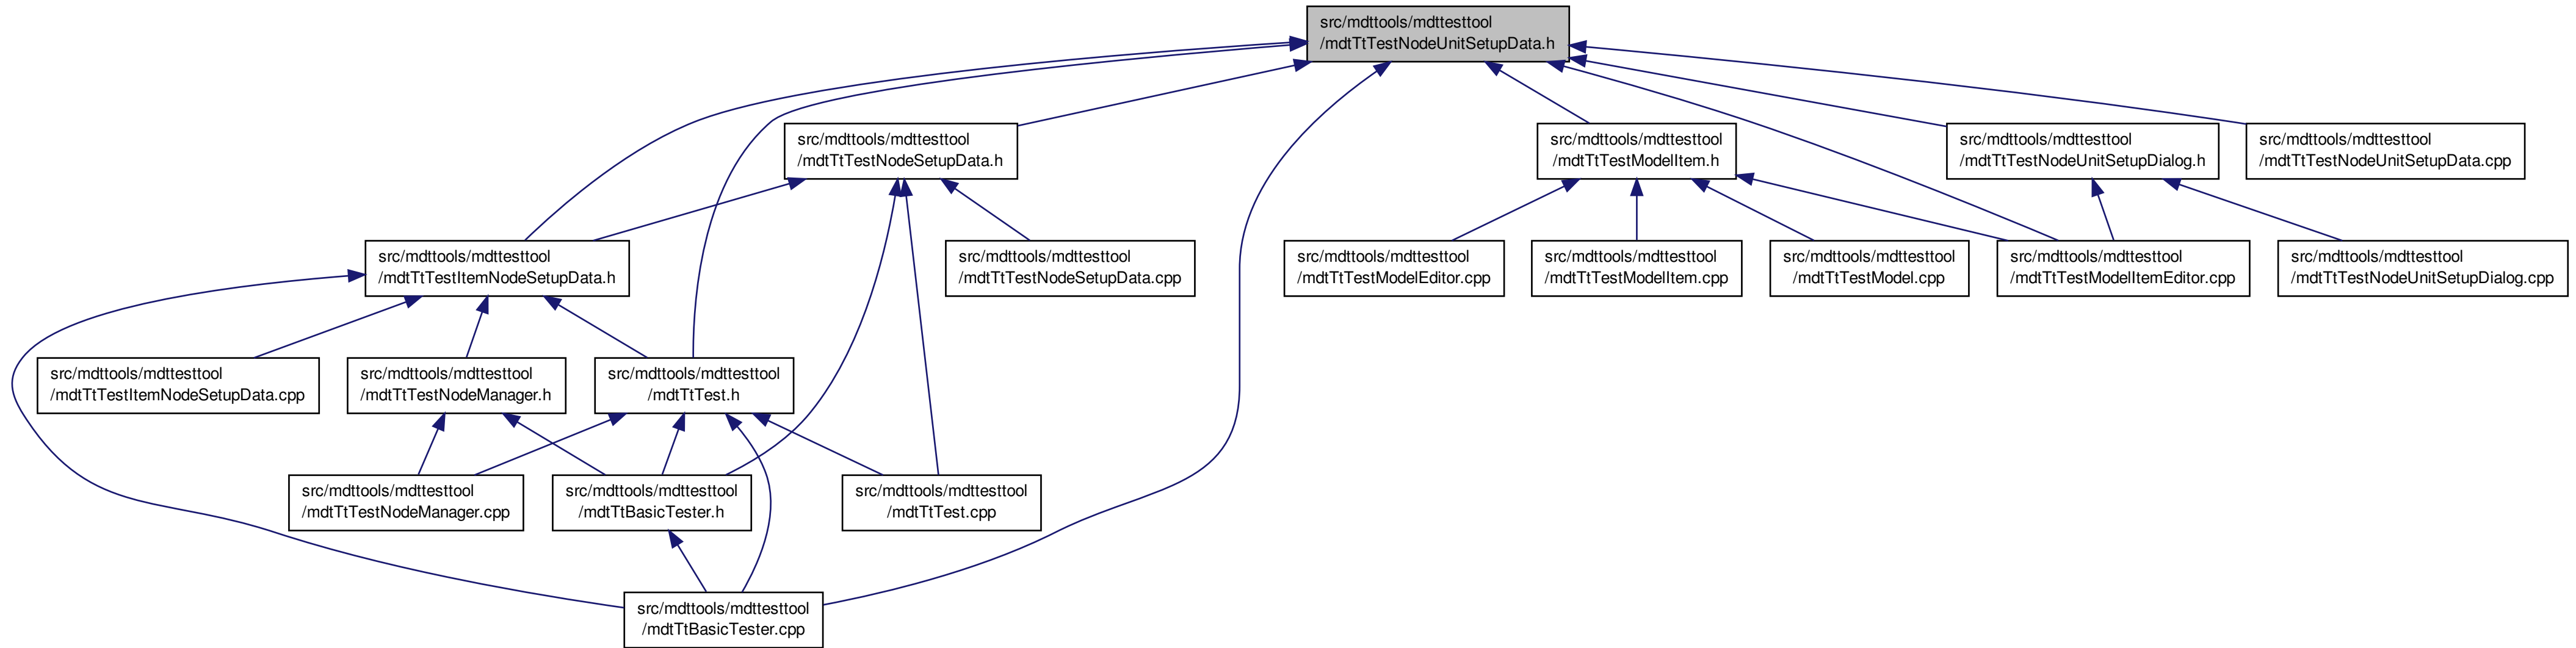 src/mdttools/mdttesttool
/mdtTtTestNodeUnitSetupData.h
src/mdttools/mdttesttool
/mdtTtTestNodeSetupData.h
src/mdttools/mdttesttool
/mdtTtTestModelItem.h
src/mdttools/mdttesttool
/mdtTtTestNodeUnitSetupDialog.h
src/mdttools/mdttesttool
/mdtTtTestNodeUnitSetupData.cpp
src/mdttools/mdttesttool
/mdtTtTestItemNodeSetupData.h
src/mdttools/mdttesttool
/mdtTtTestNodeSetupData.cpp
src/mdttools/mdttesttool
/mdtTtTestModelEditor.cpp
src/mdttools/mdttesttool
/mdtTtTestModelItem.cpp
src/mdttools/mdttesttool
/mdtTtTestModel.cpp
src/mdttools/mdttesttool
/mdtTtTestModelItemEditor.cpp
src/mdttools/mdttesttool
/mdtTtTestNodeUnitSetupDialog.cpp
src/mdttools/mdttesttool
/mdtTtTestItemNodeSetupData.cpp
src/mdttools/mdttesttool
/mdtTtTestNodeManager.h
src/mdttools/mdttesttool
/mdtTtTest.h
src/mdttools/mdttesttool
/mdtTtTestNodeManager.cpp
src/mdttools/mdttesttool
/mdtTtBasicTester.h
src/mdttools/mdttesttool
/mdtTtTest.cpp
src/mdttools/mdttesttool
/mdtTtBasicTester.cpp